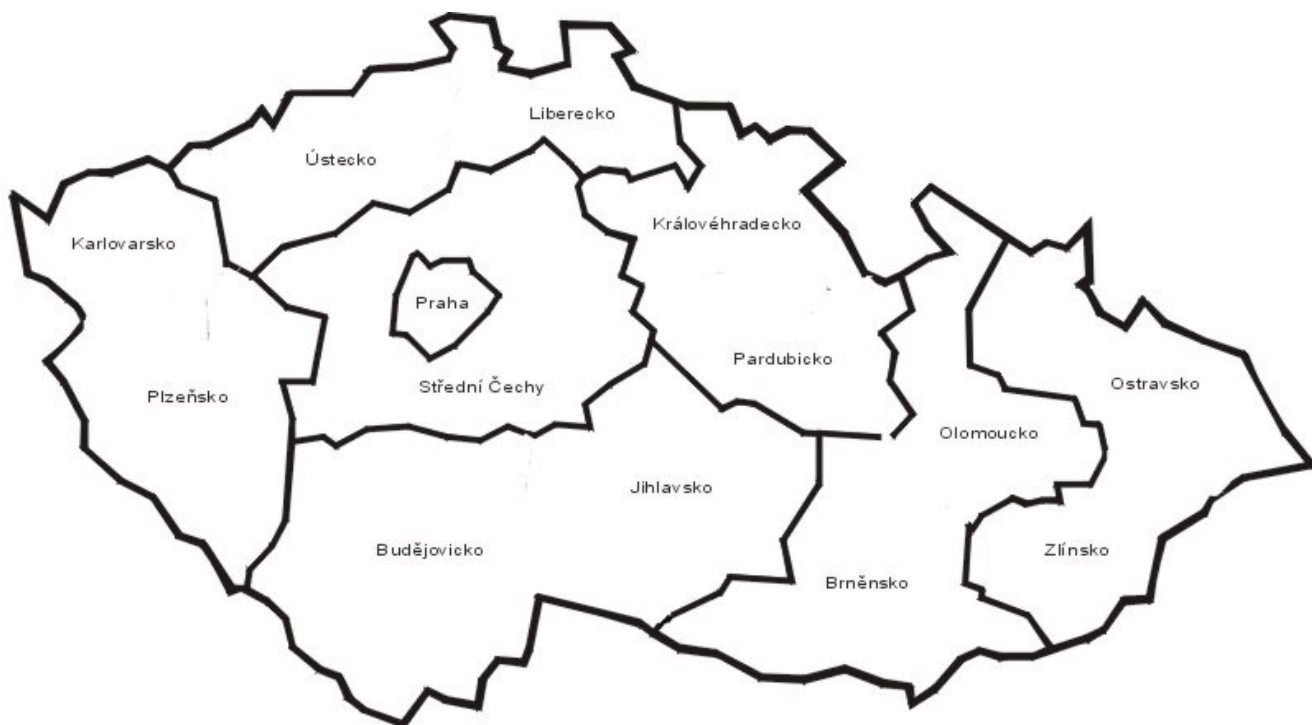 Liberecko
Ústecko
Královéhradecko
Karlovarsko
Praha
Pardubicko
Střední Čechy
Ostravsko
Plzeňsko
Olomoucko
Jihlavsko
Budějovicko
Zlínsko
Brněnsko